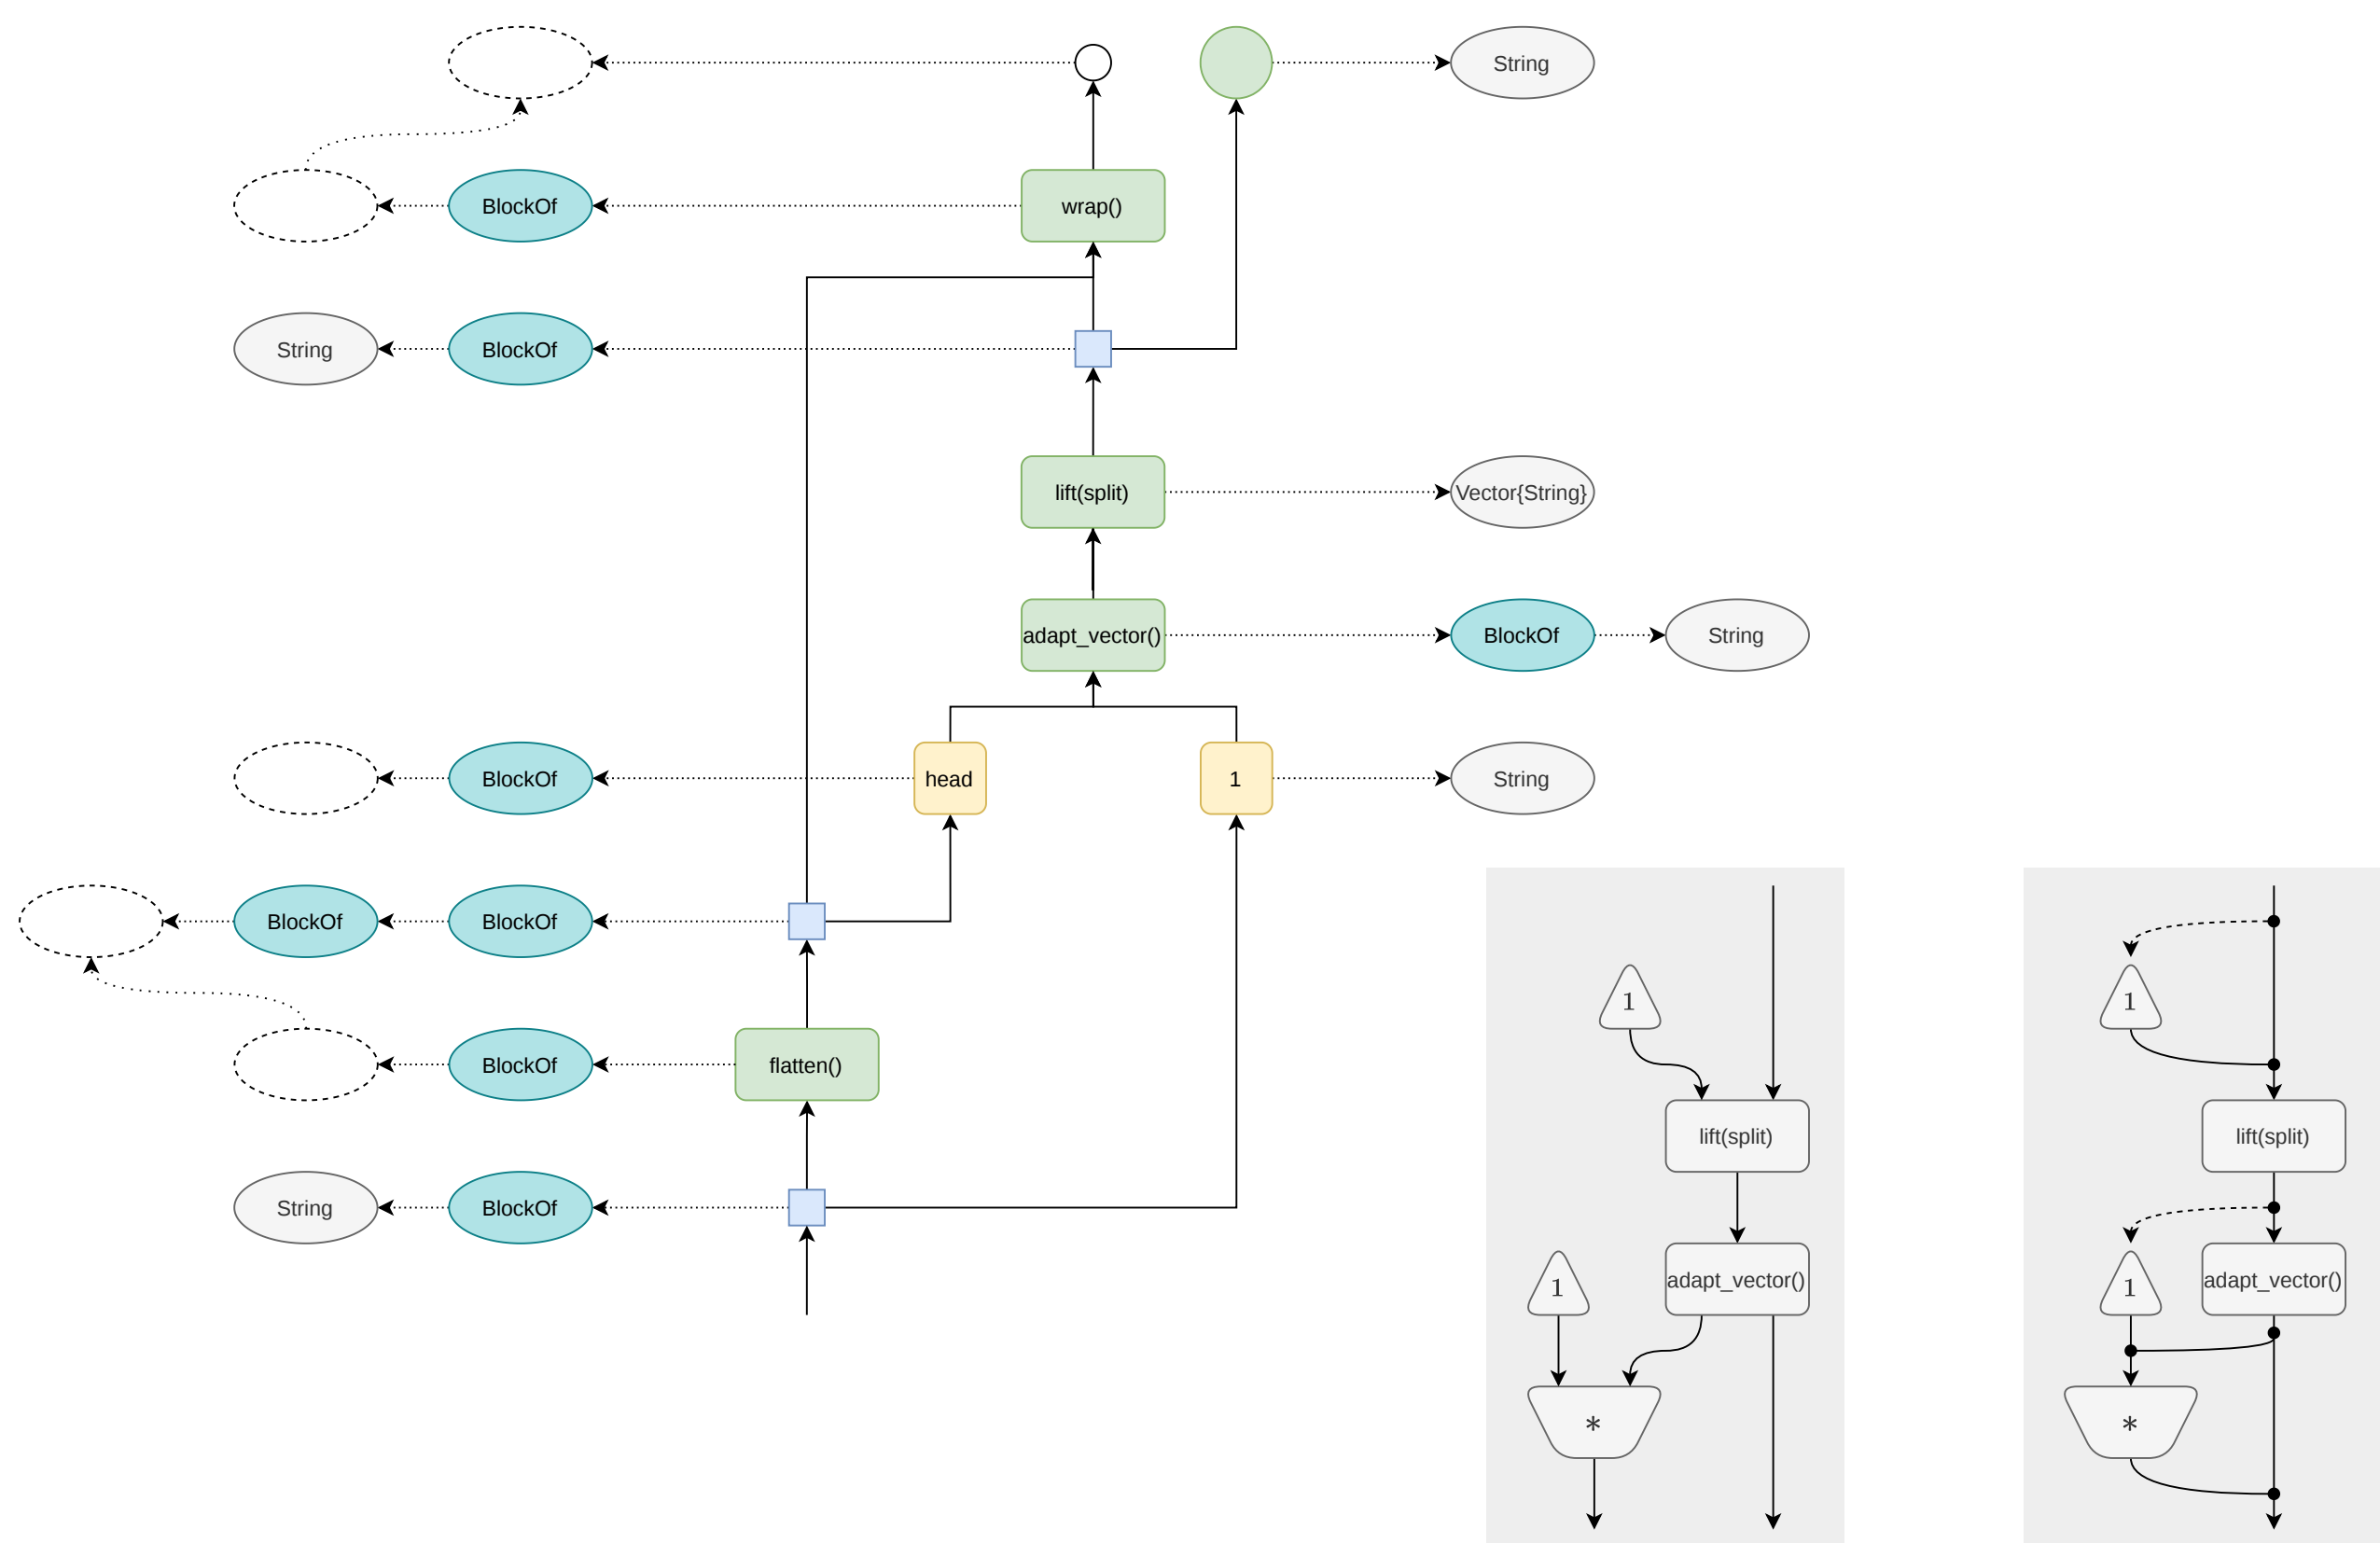 String
BlockOf
wrap()
String
BlockOf
lift(split)
Vector{String}
adapt_vector()
BlockOf
String
BlockOf
head
1
String
BlockOf
BlockOf
1
1
BlockOf
flatten()
lift(split)
lift(split)
String
BlockOf
1
adapt_vector()
1
adapt_vector()
*
*